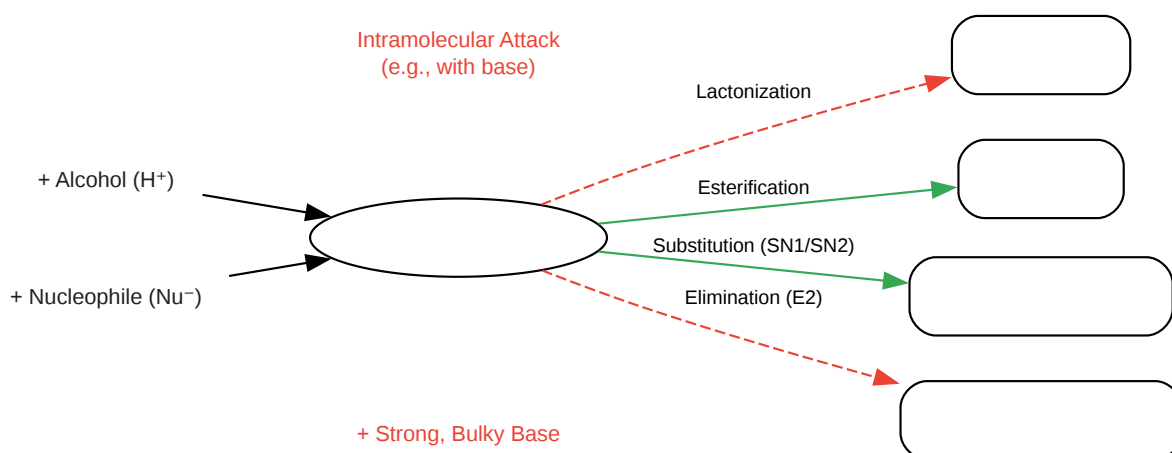 Intramolecular Attack
(e.g., with base)
Lactonization
+ Alcohol (H⁺)
Esterification
Substitution (SN1/SN2)
+ Nucleophile (Nu⁻)
Elimination (E2)
+ Strong, Bulky Base